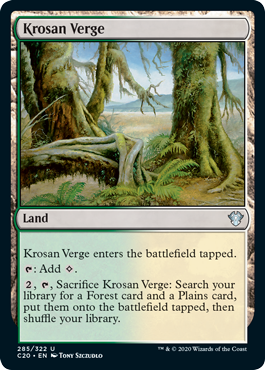 Krosan Verge
Land
Krosan Verge enters the battlefield tapped.
: Add .
2, , Sacrifice Krosan Verge: Search your
library for a Forest card and a Plains card,
put them onto the battlefield tapped, then
shuffle your library.
285/322 U
C20 • EN Tony Szczudlo
™ & © 2020 Wizards of the Coast